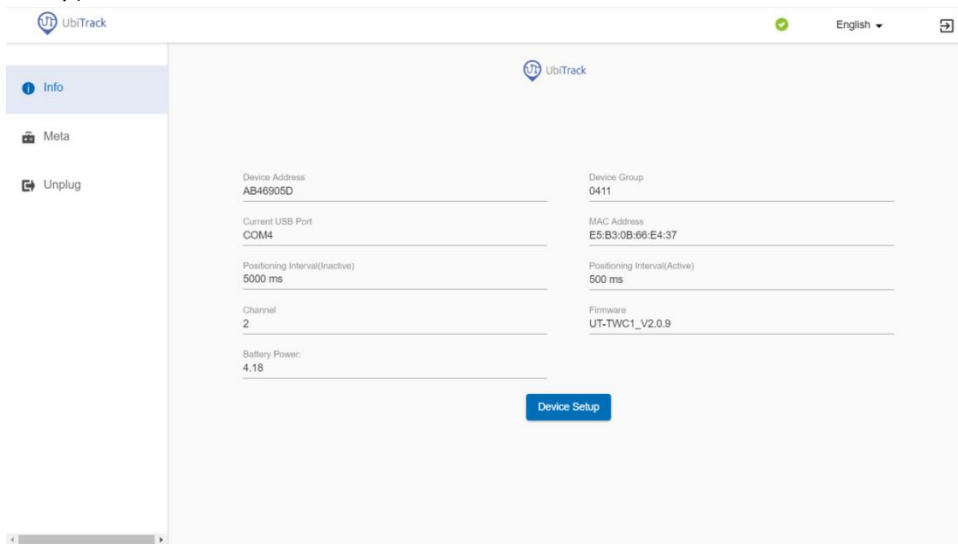 UbiTrack
English
Info
Meta
Unplug
UbiTrack
Device Address
AB46905D
Device Group
0411
Current USB Port
COM4
MAC Address
E5:B3:0B:66:E4:37
Positioning Interval(Inactive)
5000 ms
Positioning Interval(Active)
500 ms
Channel
2
Firmware
UT-TWC1_V2.0.9
Battery Power:
4.18
Device Setup